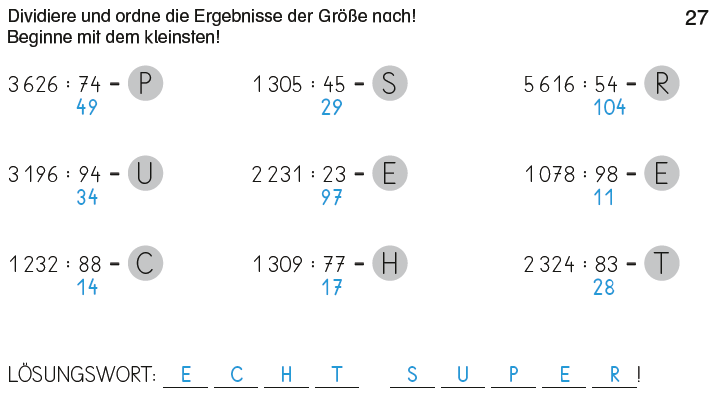 Dividiere und ordne die Ergebnisse der Größe nach! 27
Beginne mit dem kleinsten!
3 626 : 74 – P 1 305 : 45 – S 5 616 : 54 – R
49 29 104
3 196 : 94 – U 2 231 : 23 – E 1 078 : 98 – E
34 97 11
1 232 : 88 – C 1 309 : 77 – H 2 324 : 83 – T
14 17 28
LÖSUNGSWORT: E C H T S U P E R !